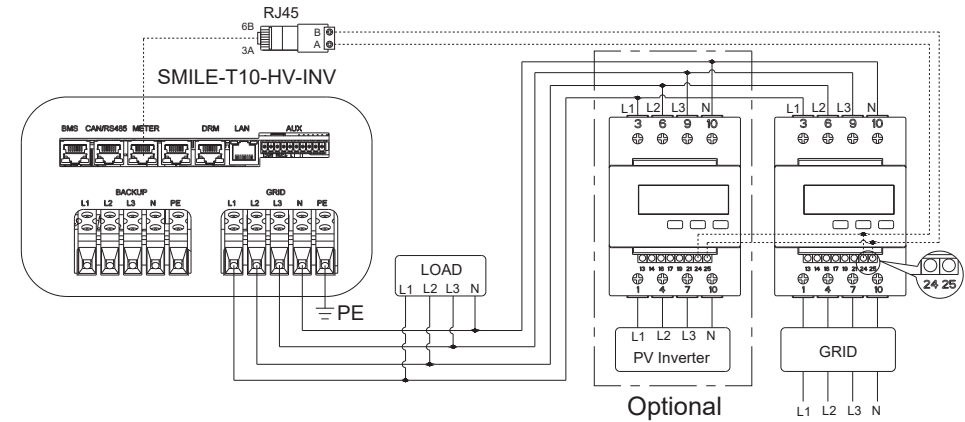 RJ45
6B
3A
B
A
SMILE-T10-HV-INV
BMS CAN/RS485 METER DRM LAN AUX
BACKUP
L1 L2 L3 N PE
GRID
L1 L2 L3 N PE
PE
LOAD
L1 L2 L3 N
L1 L2 L3 N
3 6 9 10
13 14 16 17 19 21 24 25
1 4 7 10
L1 L2 L3 N
PV Inverter
Optional
L1 L2 L3 N
3 6 9 10
13 14 16 17 19 21 24 25
24 25
1 4 7 10
GRID
L1 L2 L3 N